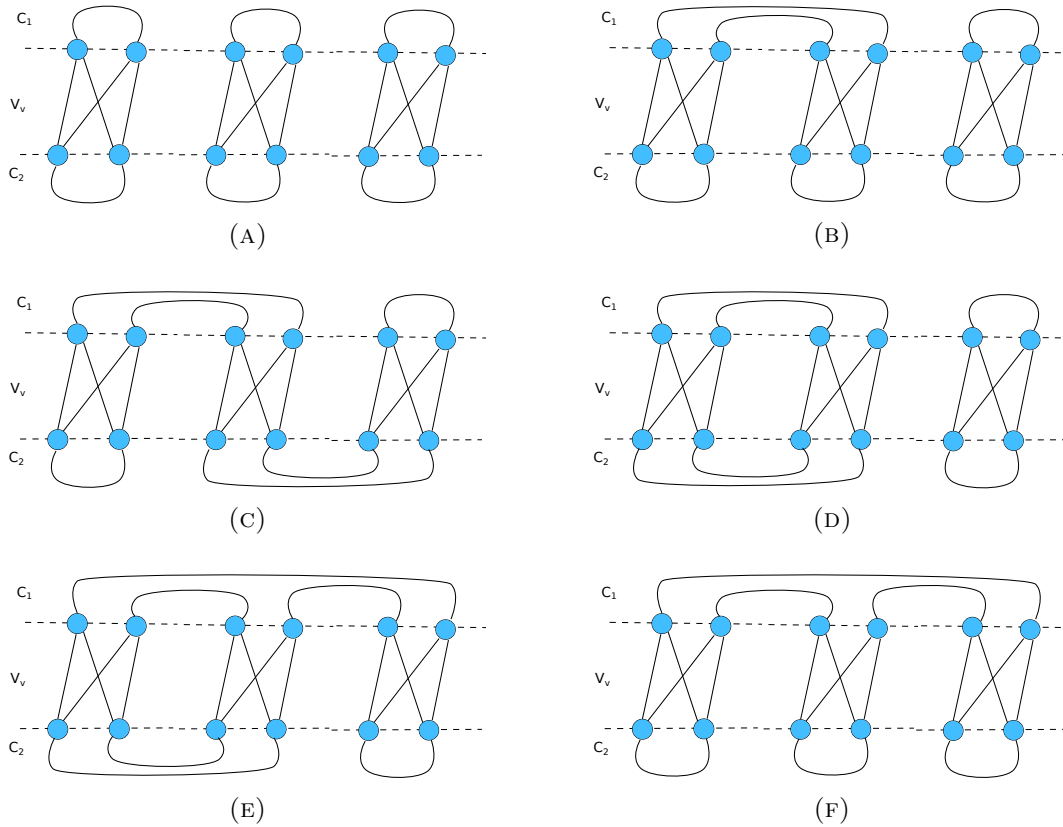 C₁ C₁
Vᵥ Vᵥ
C₂ C₂
(A) (B)
C₁ C₁
Vᵥ Vᵥ
C₂ C₂
(C) (D)
C₁ C₁
Vᵥ Vᵥ
C₂ C₂
(E) (F)